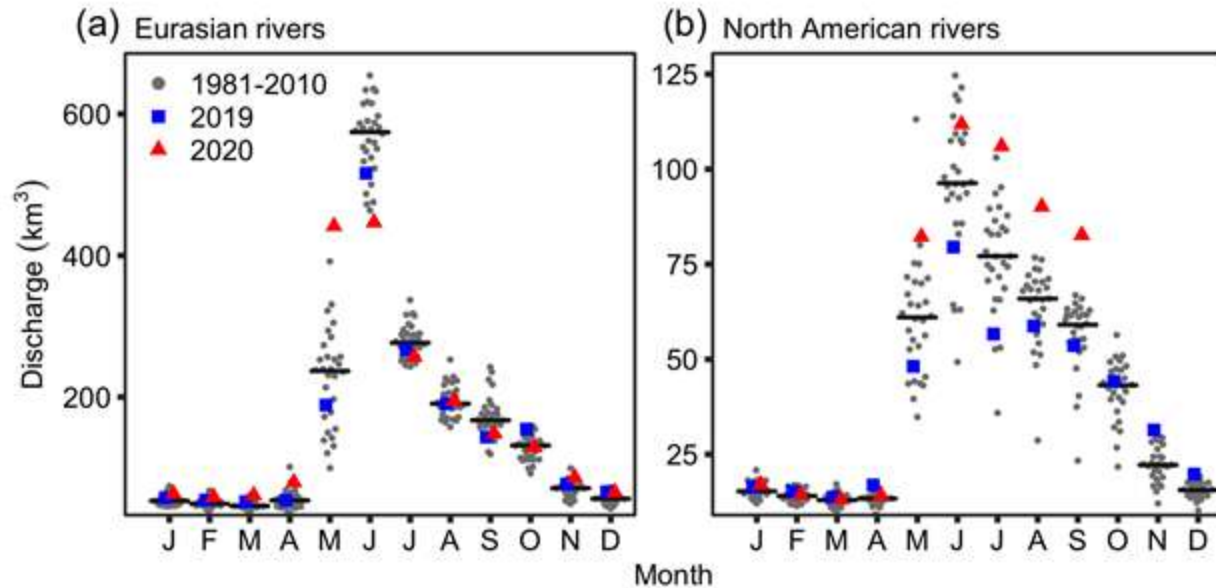 (a) Eurasian rivers
(b) North American rivers
1981-2010
2019
2020
600
400
200
125
100
75
50
25
Discharge (km³)
J F M A M J J A S O N D
J F M A M J J A S O N D
Month